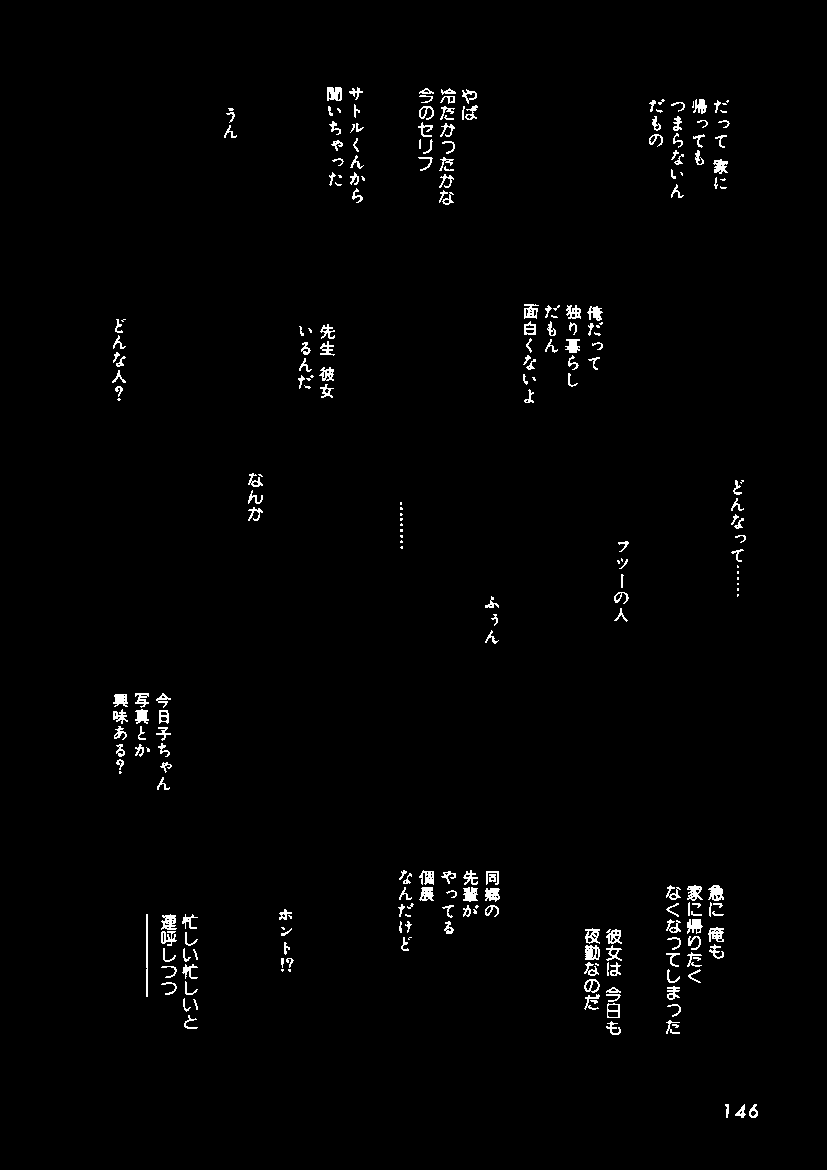 だって 家に
帰っても
つまらないん
だもの
やば
冷たかったかな
今のセリフ
サトルくんから
聞いちゃった
うん
俺だって
独り暮らし
だもん
面白くないよ
先生 彼女
いるんだ
どんな人?
どんなって……
フツーの人
ふぅん
………
なんか
今日子ちゃん
写真とか
興味ある?
急に 俺も
家に帰りたく
なくなってしまった
彼女は 今日も
夜勤なのだ
同郷の
先輩が
やってる
個展
なんだけど
ホント!?
忙しい忙しいと
連呼しつつ
146